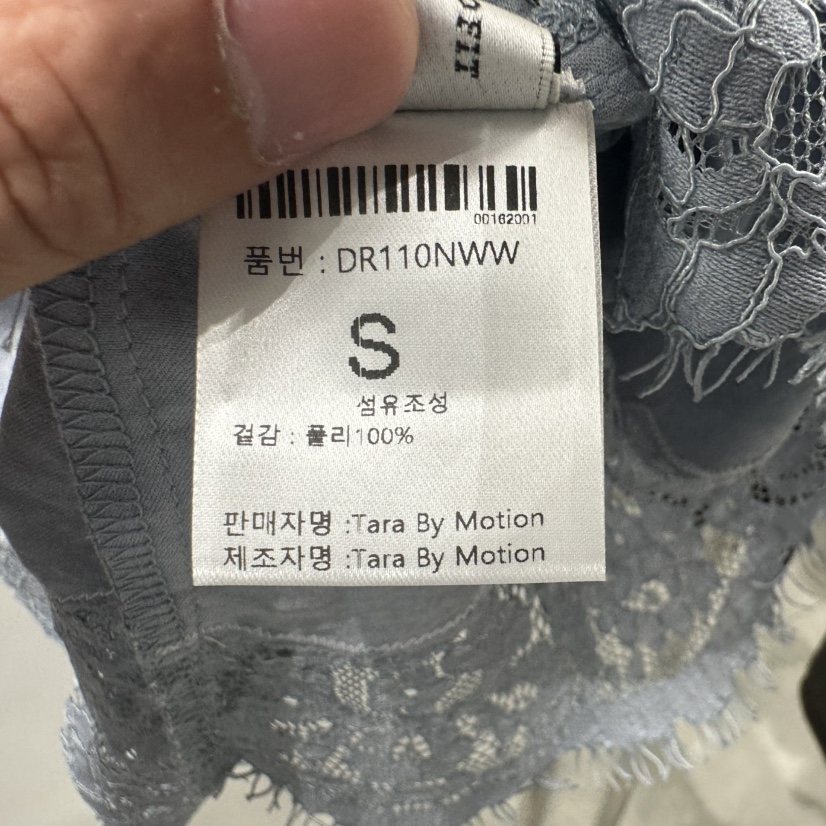 00162001
품번 : DR110NWW
S
섬유조성
겉감 : 폴리100%
판매자명 :Tara By Motion
제조자명 :Tara By Motion